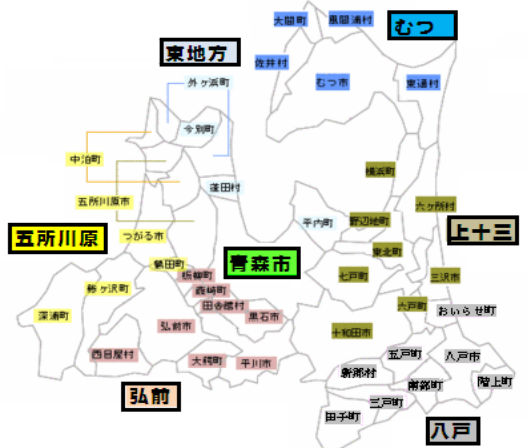 大間町
風間浦村
むつ
東地方
佐井村
外ヶ浜町
むつ市
東通村
今別町
中泊町
横浜町
蓬田村
五所川原市
六ヶ所村
平内町
野辺地町
五所川原
つがる市
上十三
東北町
青森市
鶴田町
板柳町
七戸町
三沢市
鰺ヶ沢町
藤崎町
田舎館村
六戸町
おいらせ町
深浦町
黒石市
弘前市
十和田市
西目屋村
大鰐町
平川市
五戸町
八戸市
新郷村
南部町
階上町
弘前
三戸町
田子町
八戸